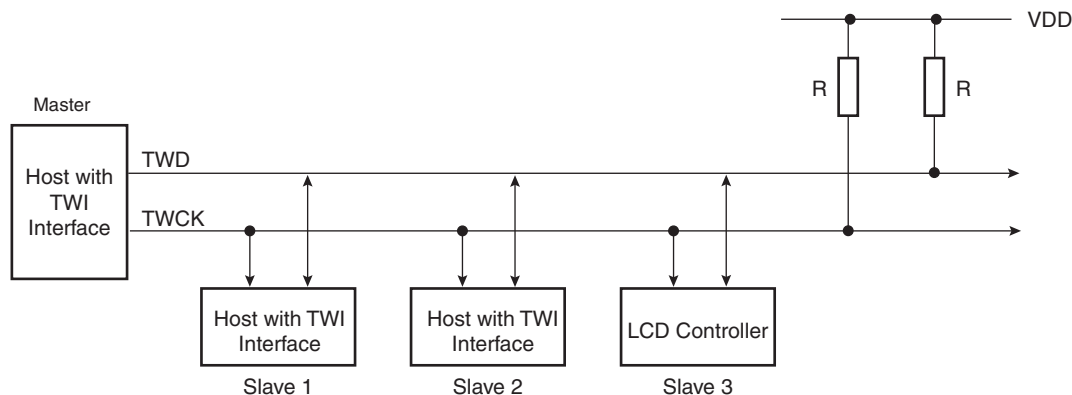 VDD
R
R
Master
Host with
TWI
Interface
TWD
TWCK
Host with TWI
Interface
Slave 1
Host with TWI
Interface
Slave 2
LCD Controller
Slave 3